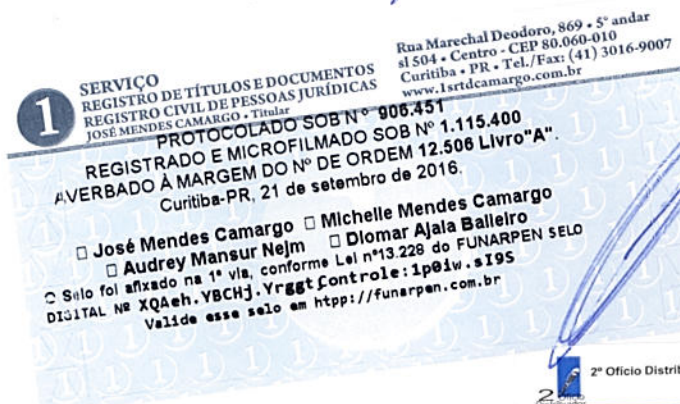 1
SERVIÇO
REGISTRO DE TÍTULOS E DOCUMENTOS
REGISTRO CIVIL DE PESSOAS JURÍDICAS
JOSÉ MENDES CAMARGO • Titular
Rua Marechal Deodoro, 869 • 5º andar
sl 504 • Centro - CEP 80.060-010
Curitiba • PR • Tel./Fax: (41) 3016-9007
www.1srtdcamargo.com.br
PROTOCOLADO SOB Nº 906.451
REGISTRADO E MICROFILMADO SOB Nº 1.115.400
AVERBADO À MARGEM DO Nº DE ORDEM 12.506 Livro"A".
Curitiba-PR, 21 de setembro de 2016.
□ José Mendes Camargo □ Michelle Mendes Camargo
□ Audrey Mansur Nejm □ Diomar Ajala Balleiro
O Selo foi afixado na 1ª via, conforme Lei nº13.228 do FUNARPEN SELO
DIGITAL Nº XQAeh.YBCHj.Yrggt Controle:1p0iw.sI9S
Valide esse selo em htpp://funarpen.com.br
2º Ofício Distrib